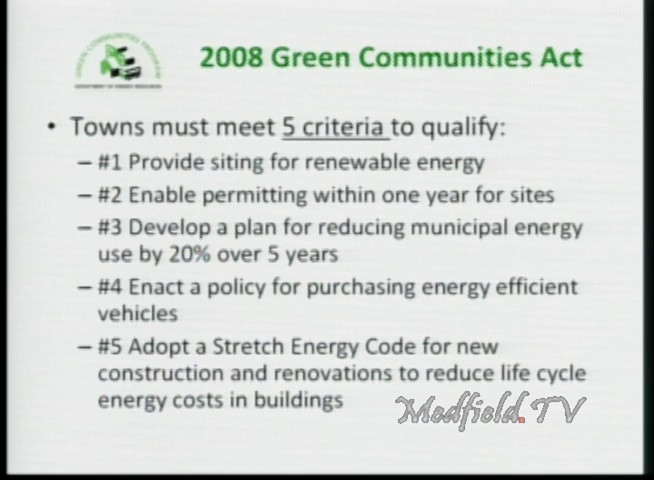 GREEN COMMUNITIES PROGRAM
2008 Green Communities Act
• Towns must meet 5 criteria to qualify:
– #1 Provide siting for renewable energy
– #2 Enable permitting within one year for sites
– #3 Develop a plan for reducing municipal energy
use by 20% over 5 years
– #4 Enact a policy for purchasing energy efficient
vehicles
– #5 Adopt a Stretch Energy Code for new
construction and renovations to reduce life cycle
energy costs in buildings
Medfield.TV